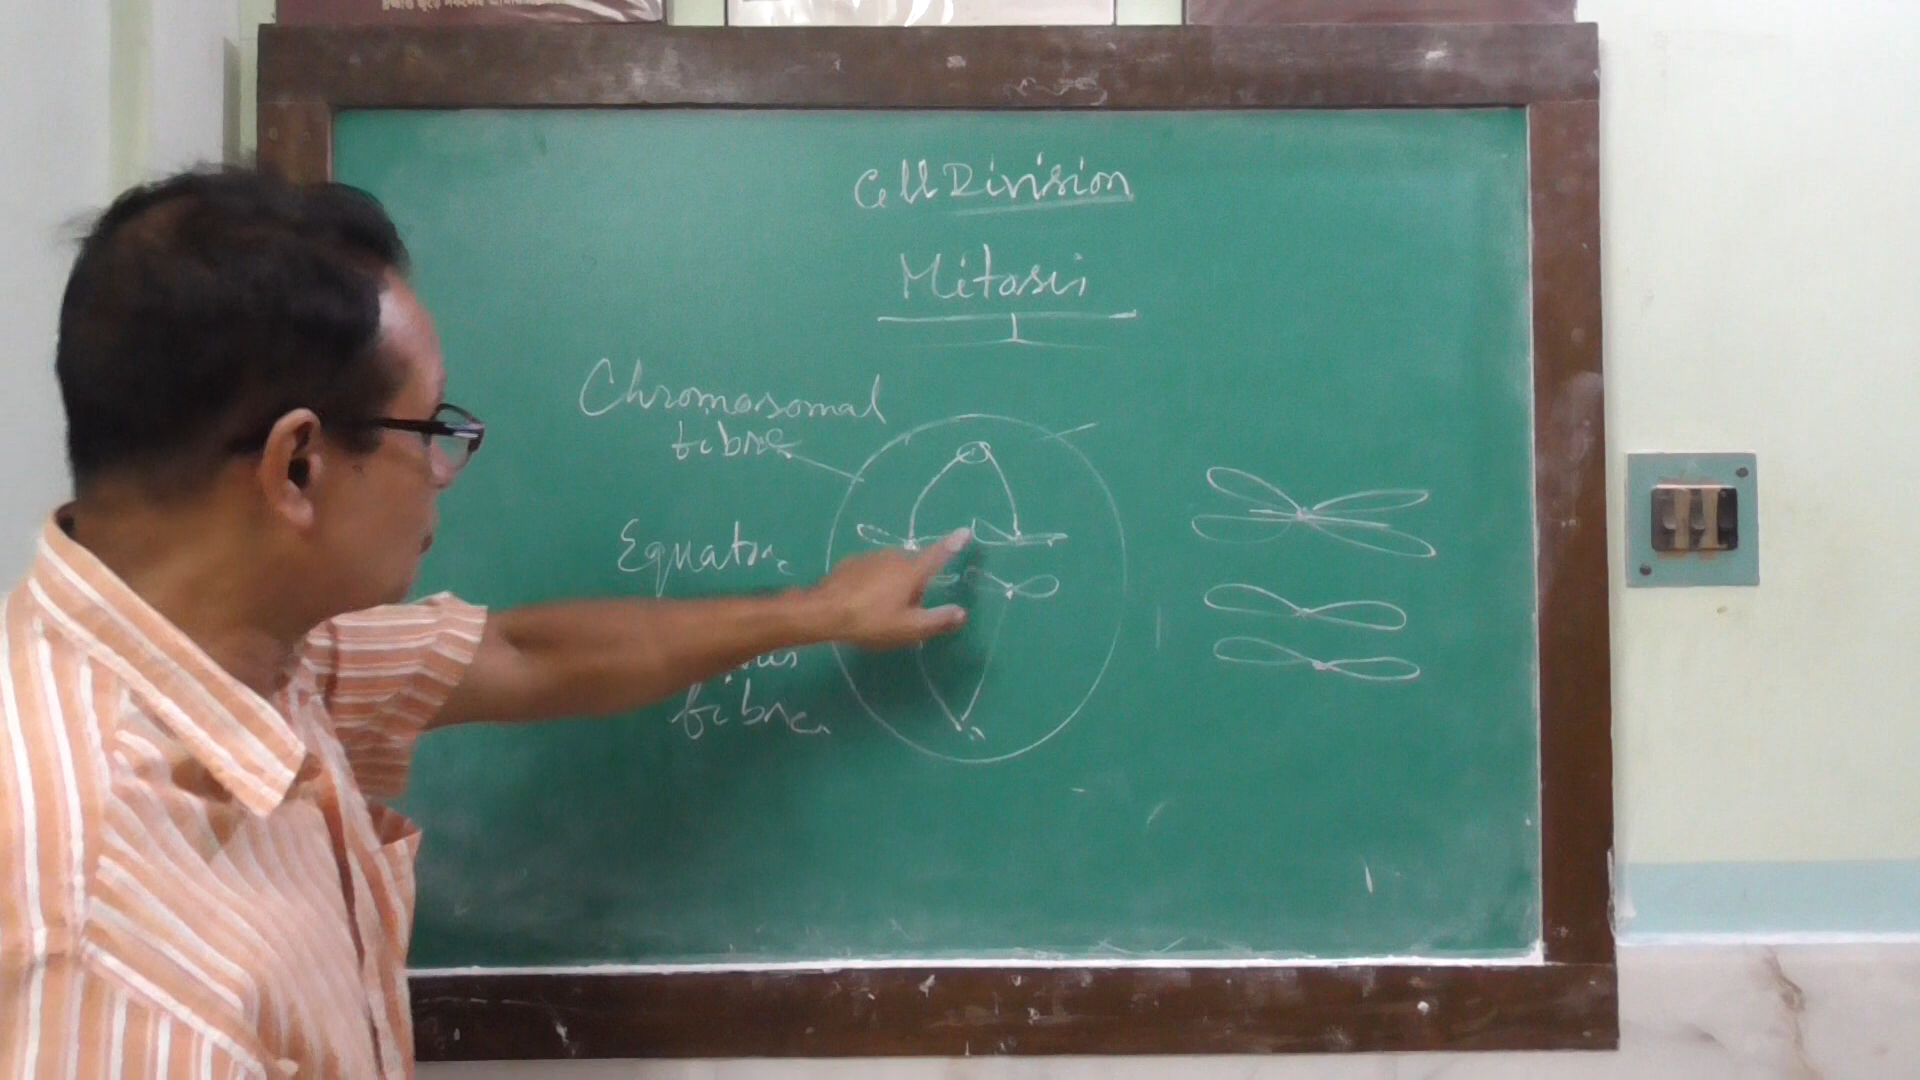 Cell Division
Mitosis
Chromosomal
fibre
Equator
fibre